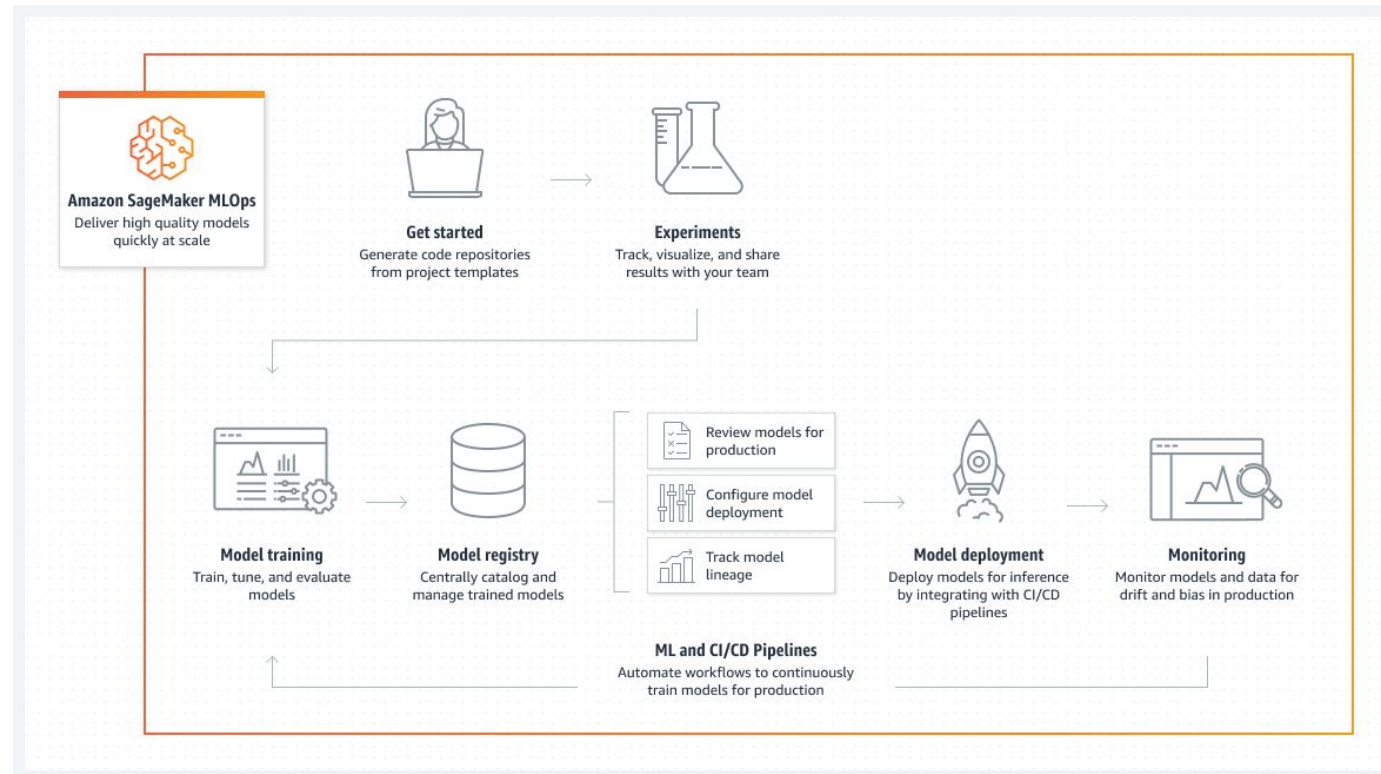 Amazon SageMaker MLOps
Deliver high quality models
quickly at scale
Get started
Generate code repositories
from project templates
Experiments
Track, visualize, and share
results with your team
Model training
Train, tune, and evaluate
models
Model registry
Centrally catalog and
manage trained models
Review models for
production
Configure model
deployment
Track model
lineage
Model deployment
Deploy models for inference
by integrating with CI/CD
pipelines
Monitoring
Monitor models and data for
drift and bias in production
ML and CI/CD Pipelines
Automate workflows to continuously
train models for production